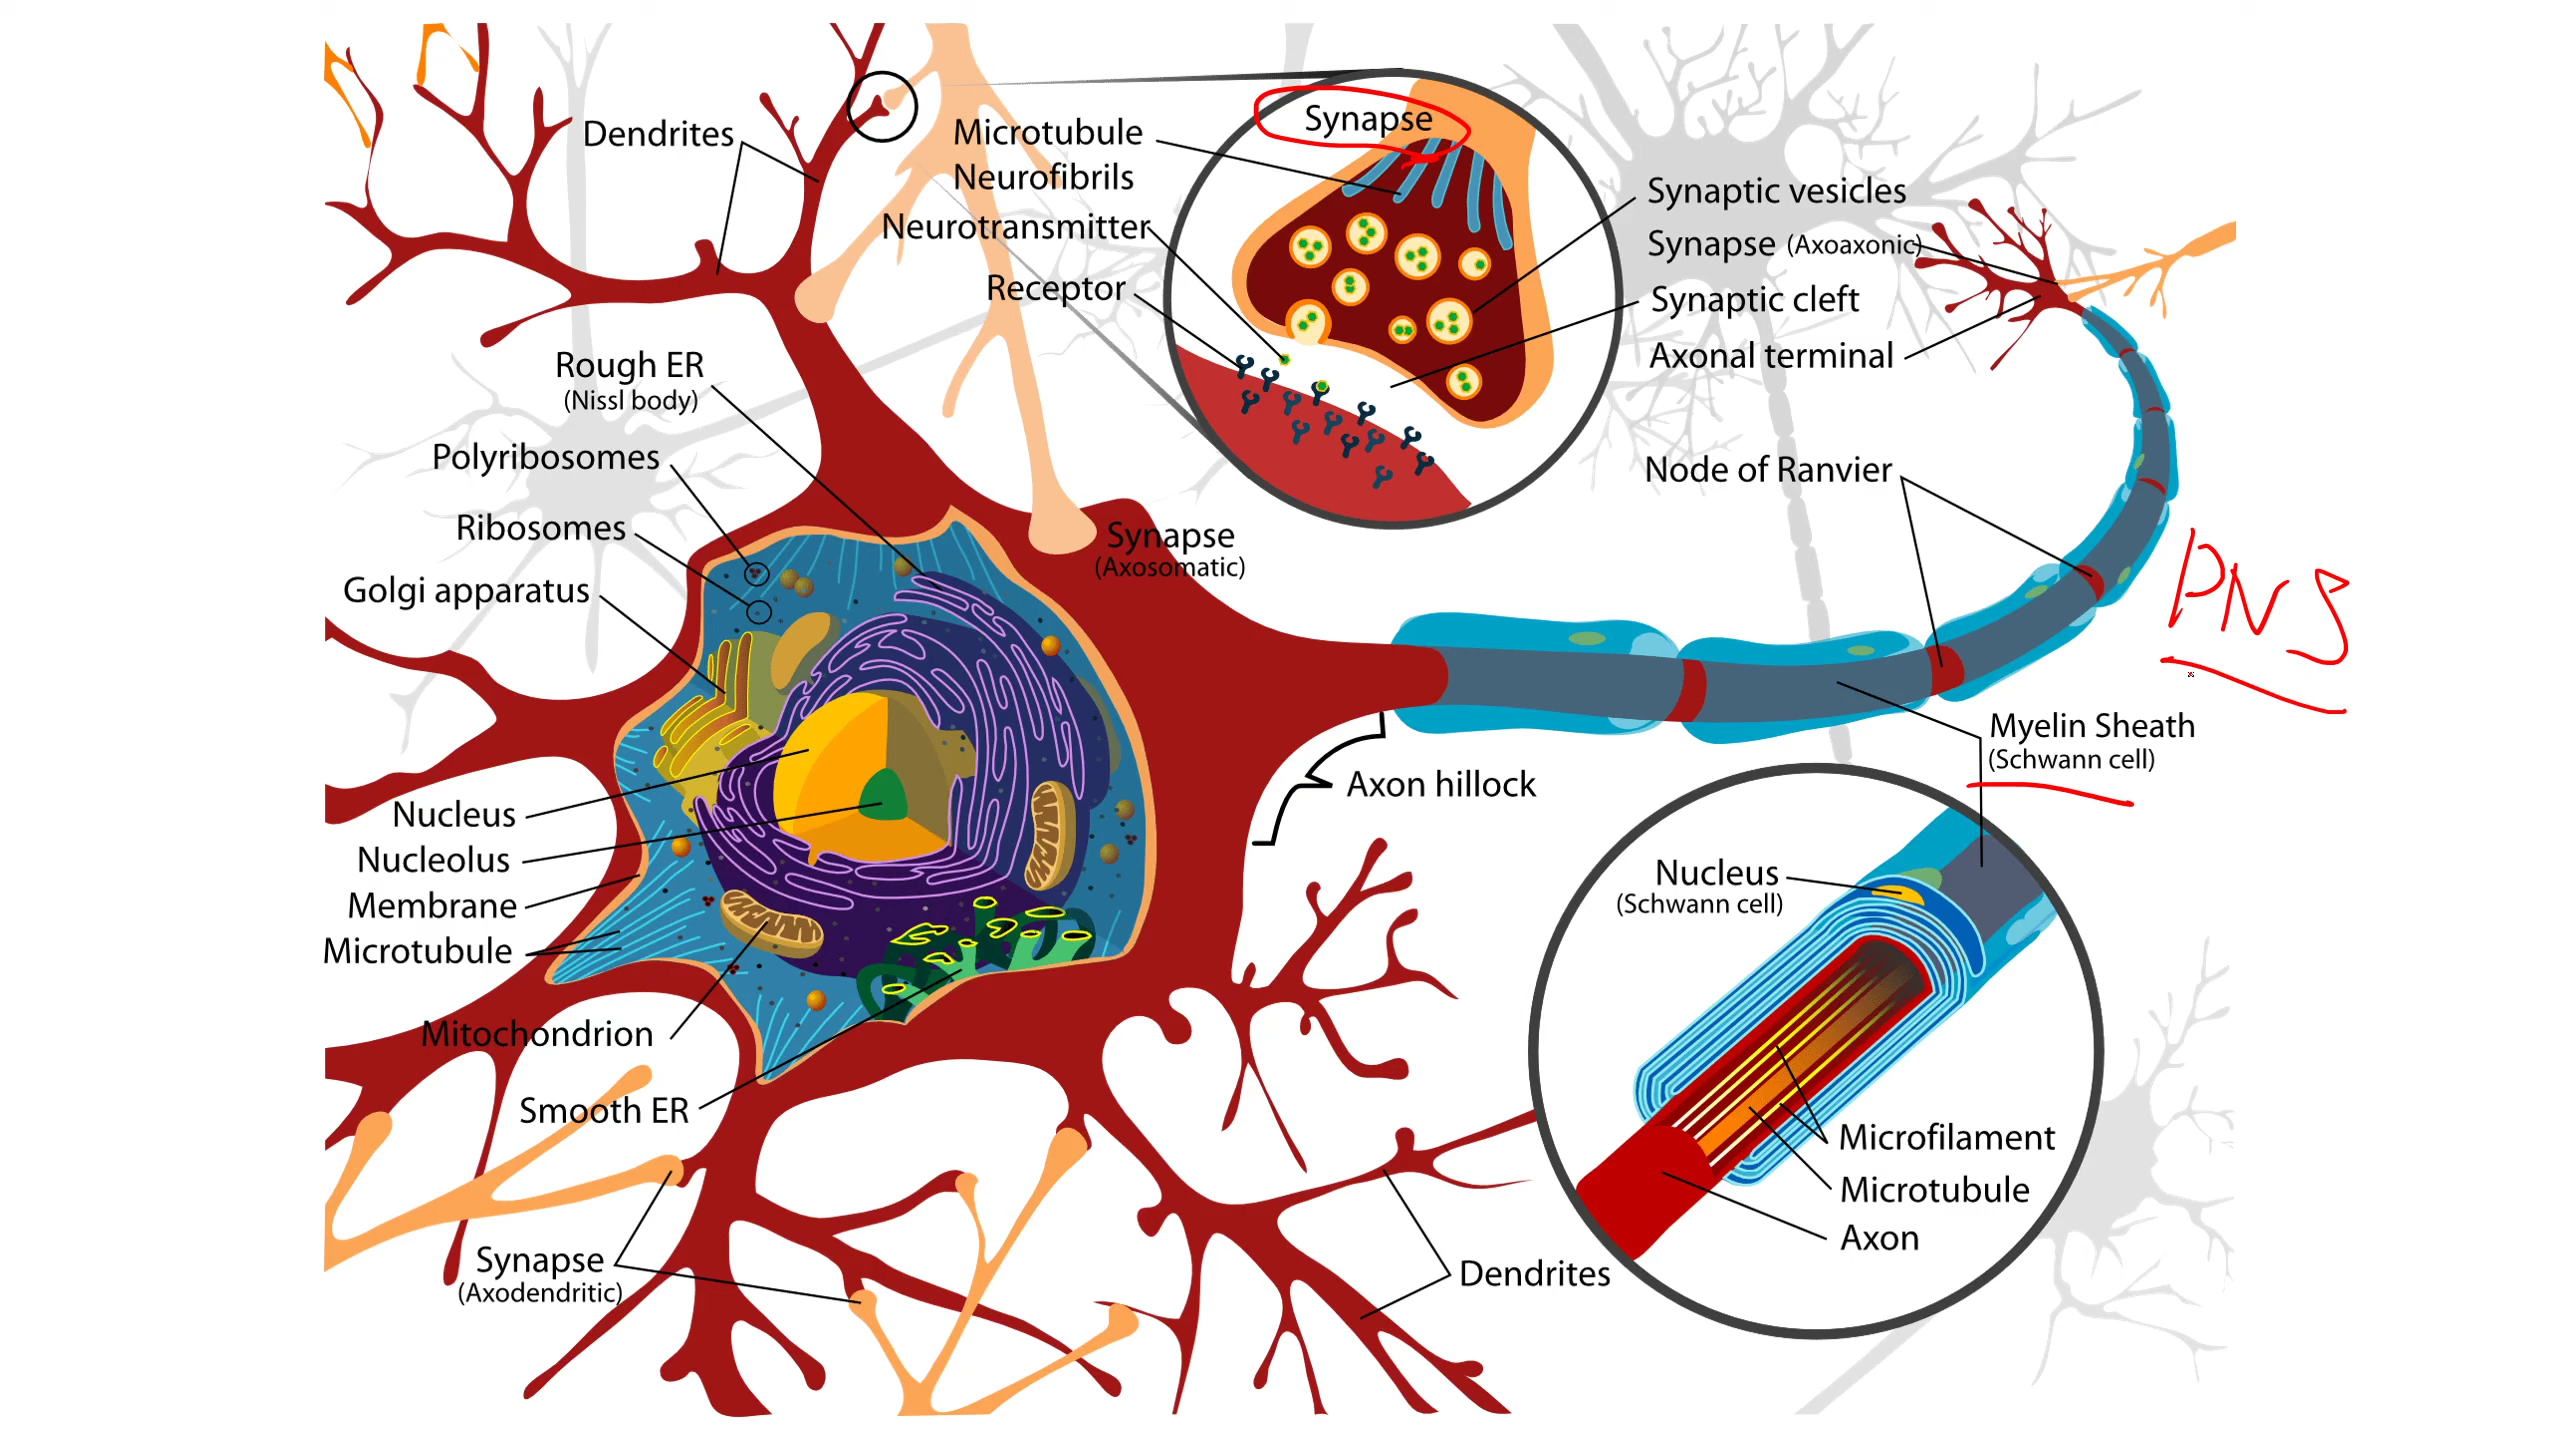 Dendrites
Microtubule
Neurofibrils
Neurotransmitter
Receptor
Synapse
Synaptic vesicles
Synapse (Axoaxonic)
Synaptic cleft
Axonal terminal
Rough ER
(Nissl body)
Polyribosomes
Ribosomes
Golgi apparatus
Synapse
(Axosomatic)
Node of Ranvier
PNS
Myelin Sheath
(Schwann cell)
Axon hillock
Nucleus
Nucleolus
Membrane
Microtubule
Mitochondrion
Smooth ER
Synapse
(Axodendritic)
Dendrites
Nucleus
(Schwann cell)
Microfilament
Microtubule
Axon